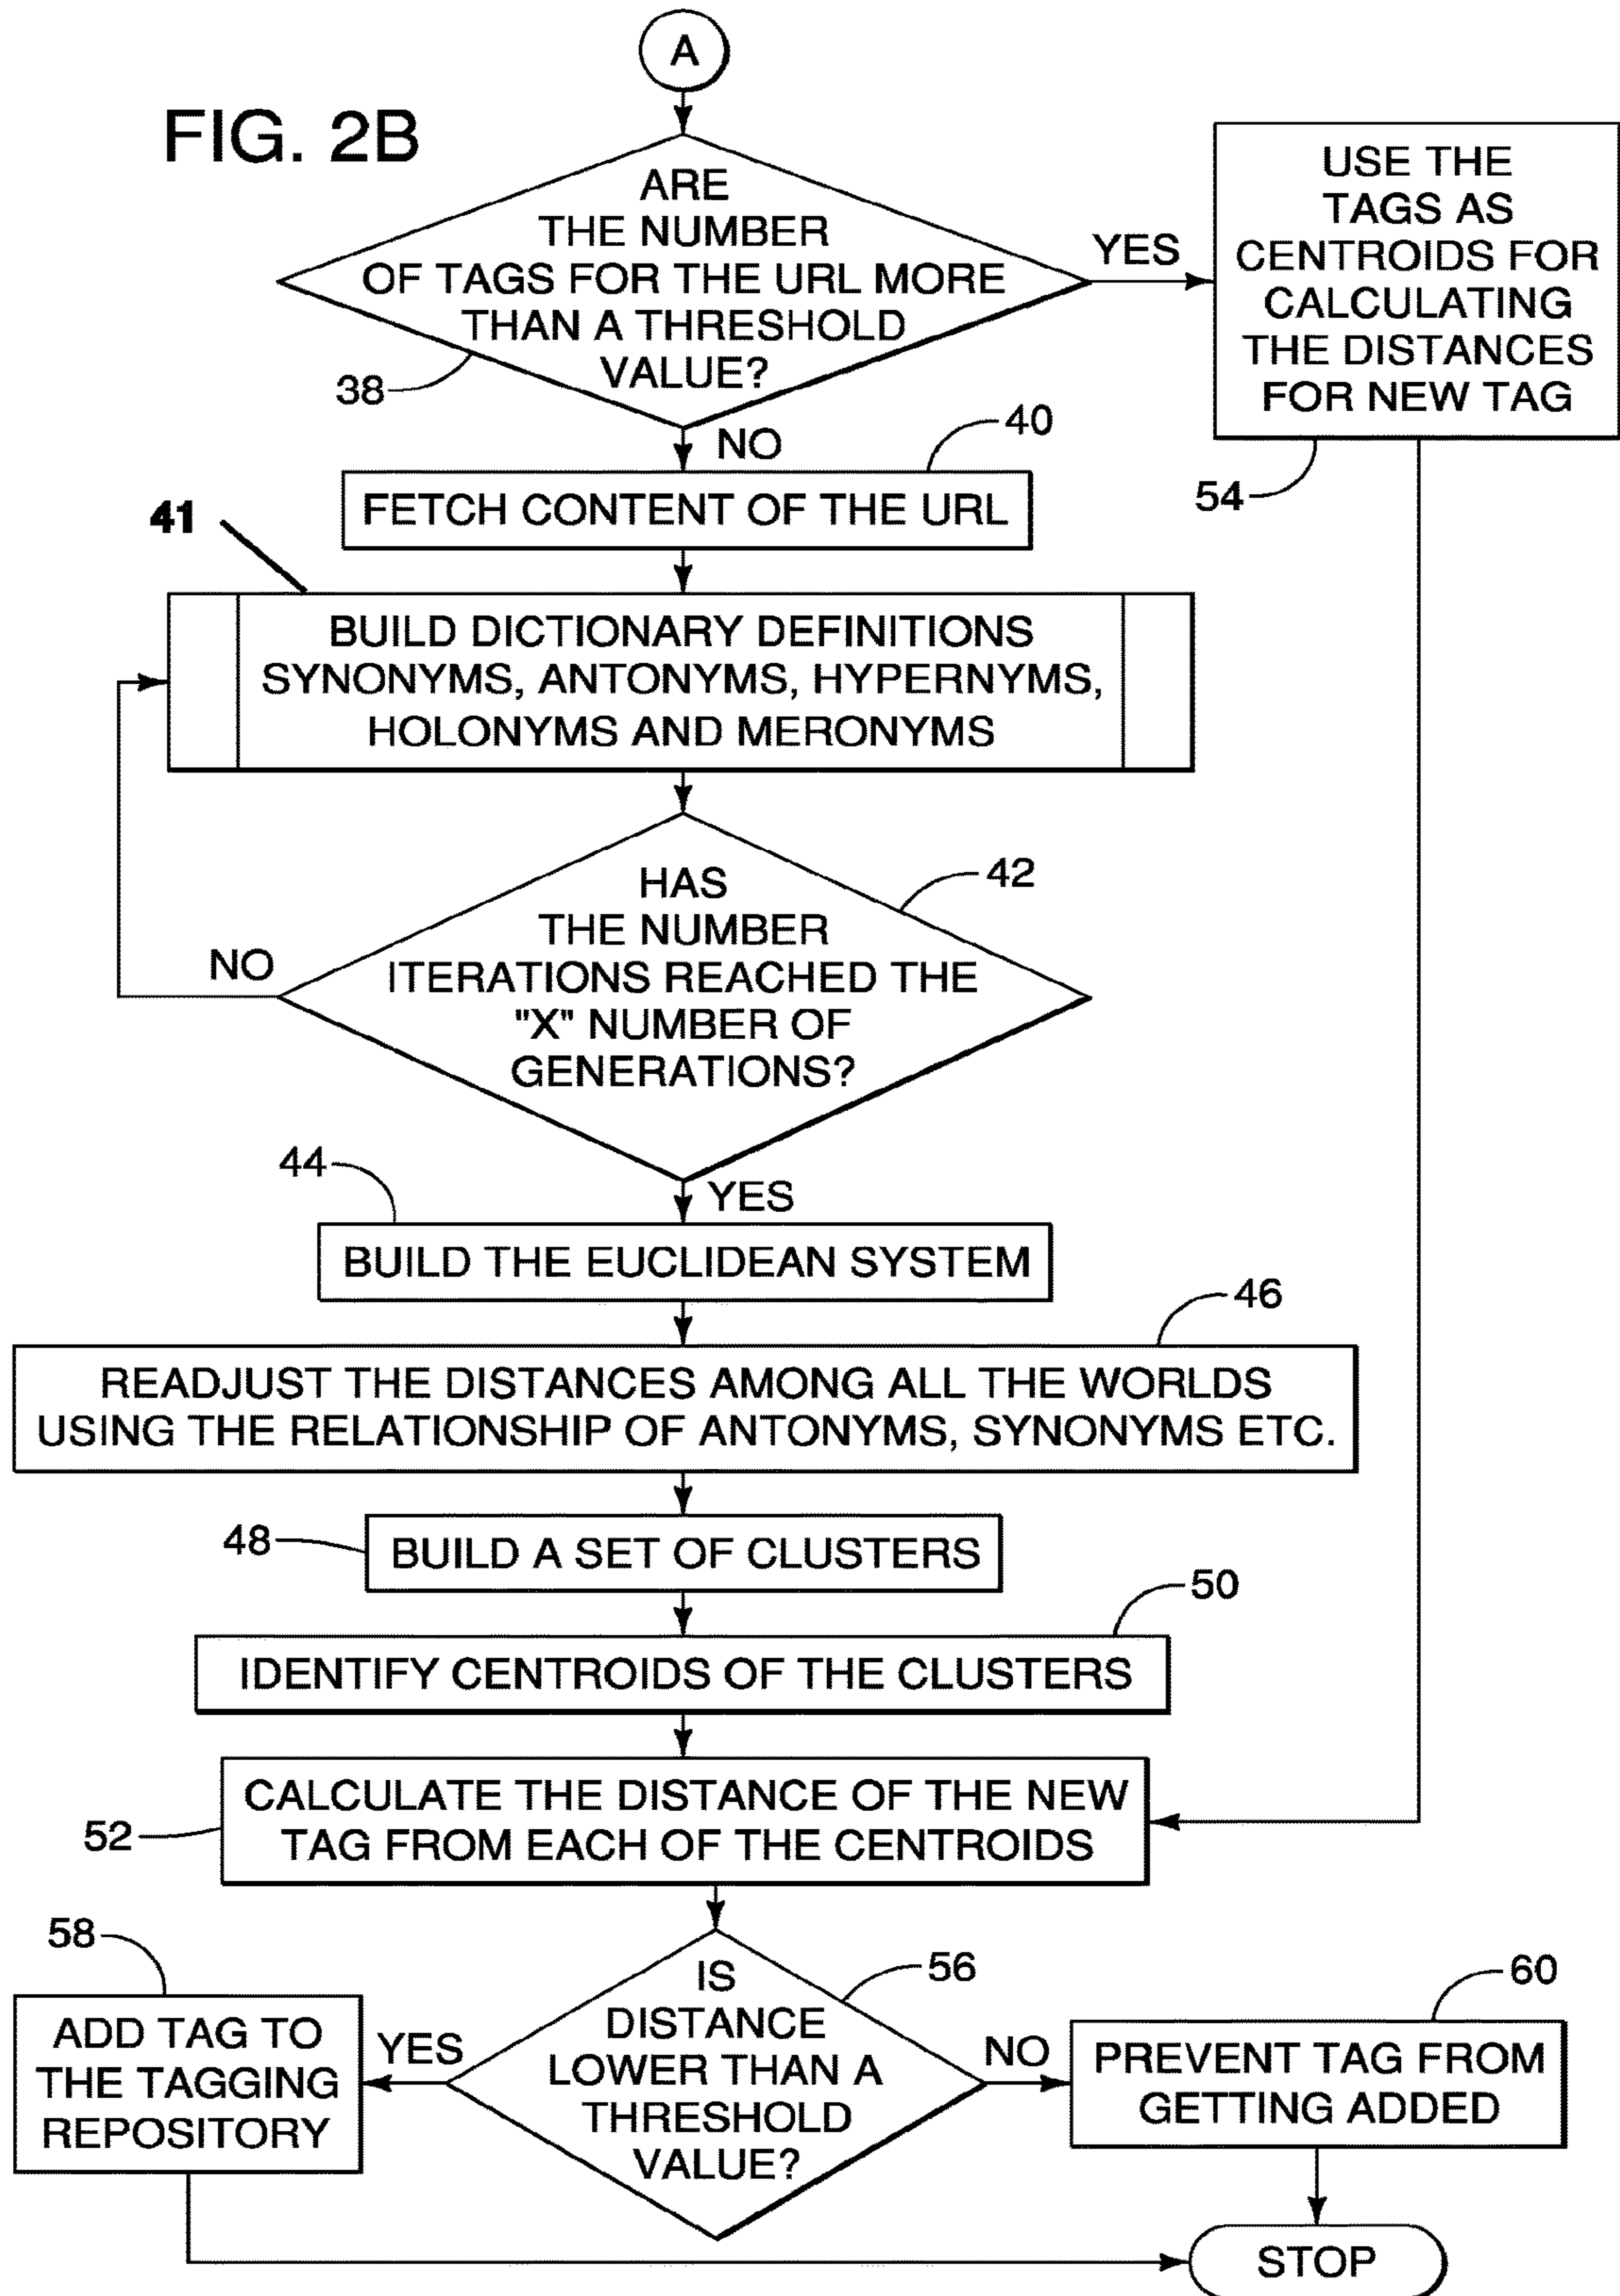 A
FIG. 2B
ARE
THE NUMBER
OF TAGS FOR THE URL MORE
THAN A THRESHOLD
VALUE?
38
YES
USE THE
TAGS AS
CENTROIDS FOR
CALCULATING
THE DISTANCES
FOR NEW TAG
54
NO
40
FETCH CONTENT OF THE URL
41
BUILD DICTIONARY DEFINITIONS
SYNONYMS, ANTONYMS, HYPERNYMS,
HOLONYMS AND MERONYMS
42
HAS
THE NUMBER
ITERATIONS REACHED THE
"X" NUMBER OF
GENERATIONS?
NO
44
YES
BUILD THE EUCLIDEAN SYSTEM
46
READJUST THE DISTANCES AMONG ALL THE WORLDS
USING THE RELATIONSHIP OF ANTONYMS, SYNONYMS ETC.
48
BUILD A SET OF CLUSTERS
50
IDENTIFY CENTROIDS OF THE CLUSTERS
52
CALCULATE THE DISTANCE OF THE NEW
TAG FROM EACH OF THE CENTROIDS
56
IS
DISTANCE
LOWER THAN A
THRESHOLD
VALUE?
58
YES
ADD TAG TO
THE TAGGING
REPOSITORY
NO
60
PREVENT TAG FROM
GETTING ADDED
STOP